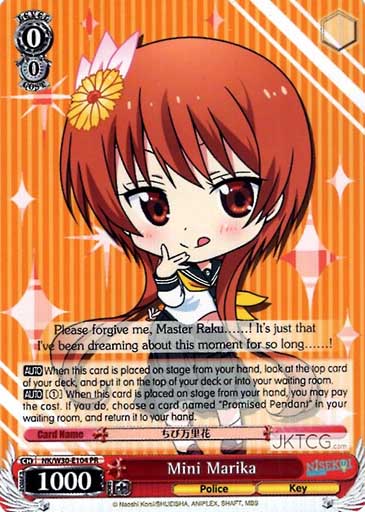 0
0
Please forgive me, Master Raku......! It's just that
I've been dreaming about this moment for so long......!
AUTO When this card is placed on stage from your hand, look at the top card
of your deck, and put it on the top of your deck or into your waiting room.
AUTO [①] When this card is placed on stage from your hand, you may pay
the cost. If you do, choose a card named "Promised Pendant" in your
waiting room, and return it to your hand.
Card Name ちび万里花
JKTCG.com
NK/W30-E104 PR
Mini Marika
NISEKOI
1000
Police Key
© Naoshi Komi/SHUEISHA, ANIPLEX, SHAFT, MBS